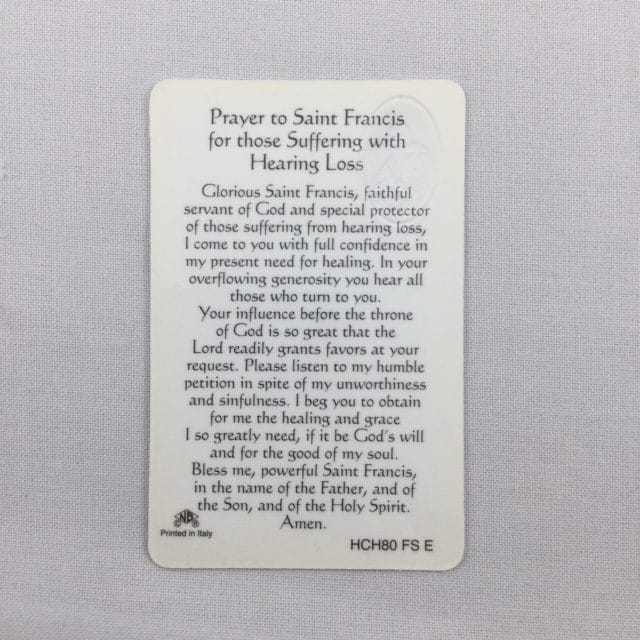 Prayer to Saint Francis
for those Suffering with
Hearing Loss
Glorious Saint Francis, faithful
servant of God and special protector
of those suffering from hearing loss,
I come to you with full confidence in
my present need for healing. In your
overflowing generosity you hear all
those who turn to you.
Your influence before the throne
of God is so great that the
Lord readily grants favors at your
request. Please listen to my humble
petition in spite of my unworthiness
and sinfulness. I beg you to obtain
for me the healing and grace
I so greatly need, if it be God's will
and for the good of my soul.
Bless me, powerful Saint Francis,
in the name of the Father, and of
the Son, and of the Holy Spirit.
Amen.
NB
Printed in Italy
HCH80 FS E